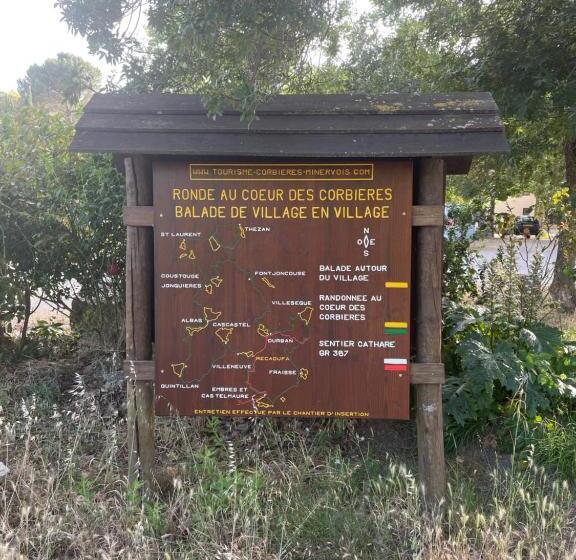 WWW.TOURISME-CORBIERES-MINERVOIS.COM
RONDE AU COEUR DES CORBIERES
BALADE DE VILLAGE EN VILLAGE
ST LAURENT
THEZAN
N
O E
S
COUSTOUGE
JONQUIERES
FONTJONCOUSE
BALADE AUTOUR
DU VILLAGE
VILLESEQUE
RANDONNEE AU
COEUR DES
CORBIERES
ALBAS
CASCASTEL
DURBAN
SENTIER CATHARE
GR 367
MECADUFA
VILLENEUVE
FRAISSE
QUINTILLAN
EMBRES ET
CASTELMAURE
ENTRETIEN EFFECTUE PAR LE CHANTIER D'INSERTION